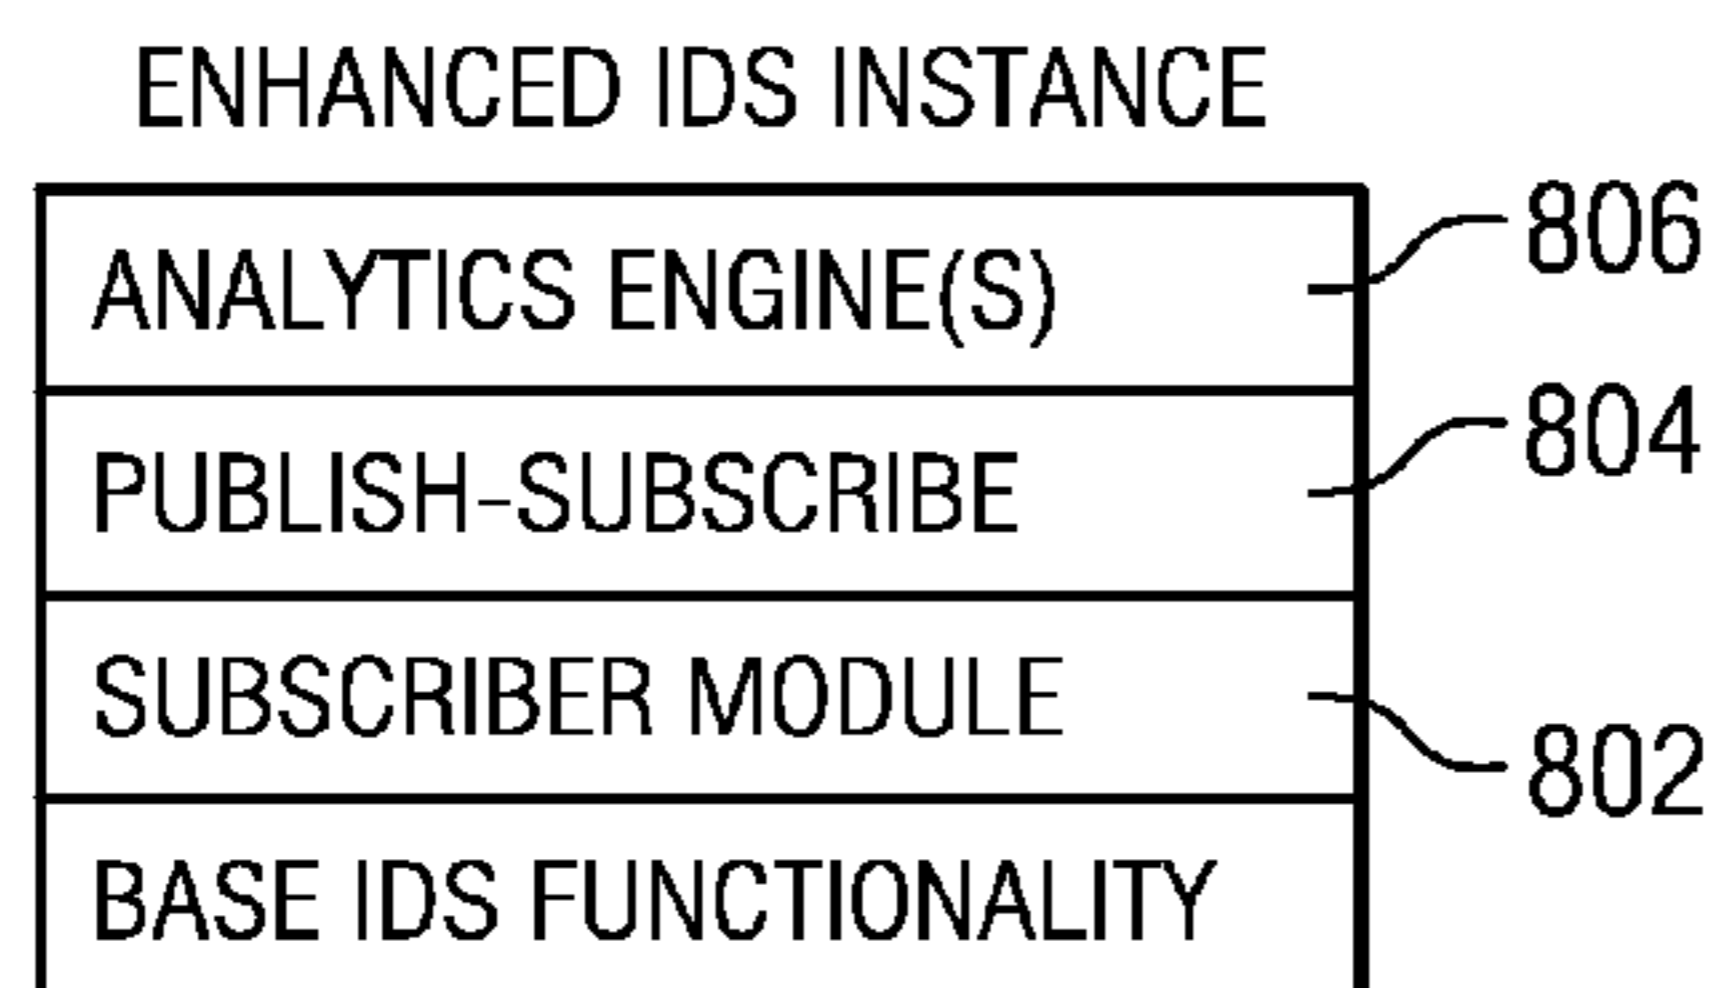 ENHANCED IDS INSTANCE
ANALYTICS ENGINE(S)
806
PUBLISH-SUBSCRIBE
804
SUBSCRIBER MODULE
802
BASE IDS FUNCTIONALITY